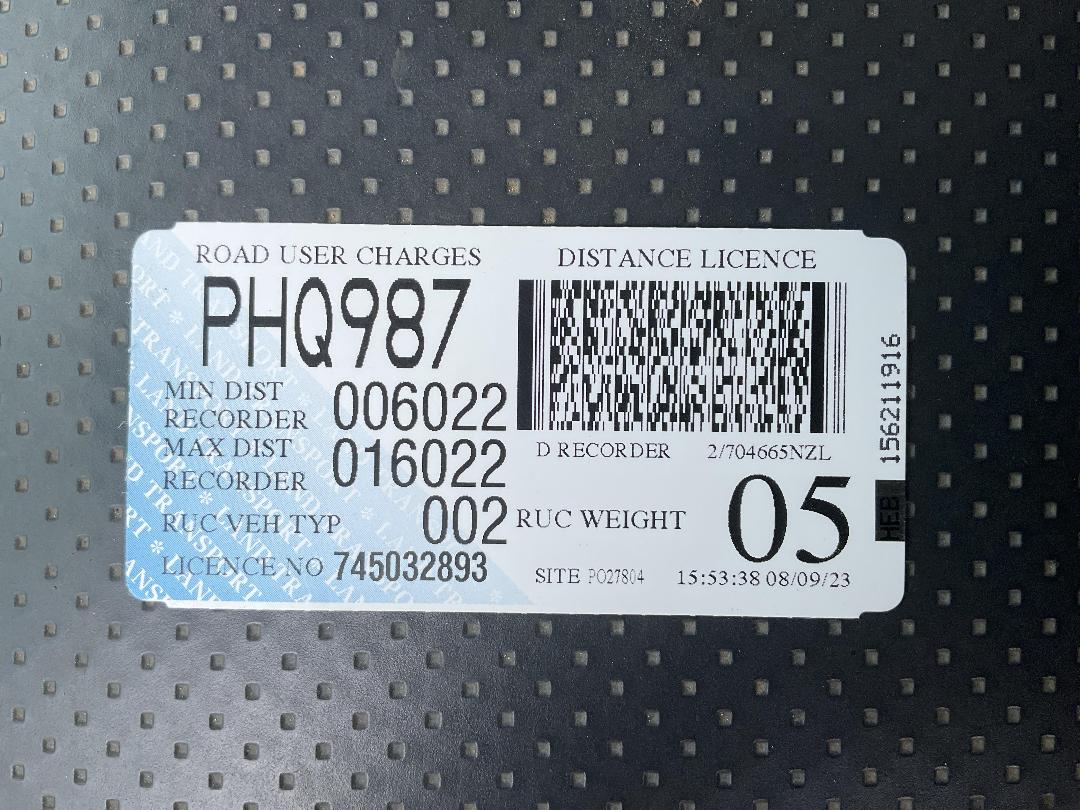 ROAD USER CHARGES
DISTANCE LICENCE
PHQ987
MIN DIST
RECORDER 006022
MAX DIST
RECORDER 016022
D RECORDER 2/704665NZL
RUC VEH TYP 002
RUC WEIGHT 05
LICENCE NO 745032893
SITE PO27804 15:53:38 08/09/23
156211916
HEB